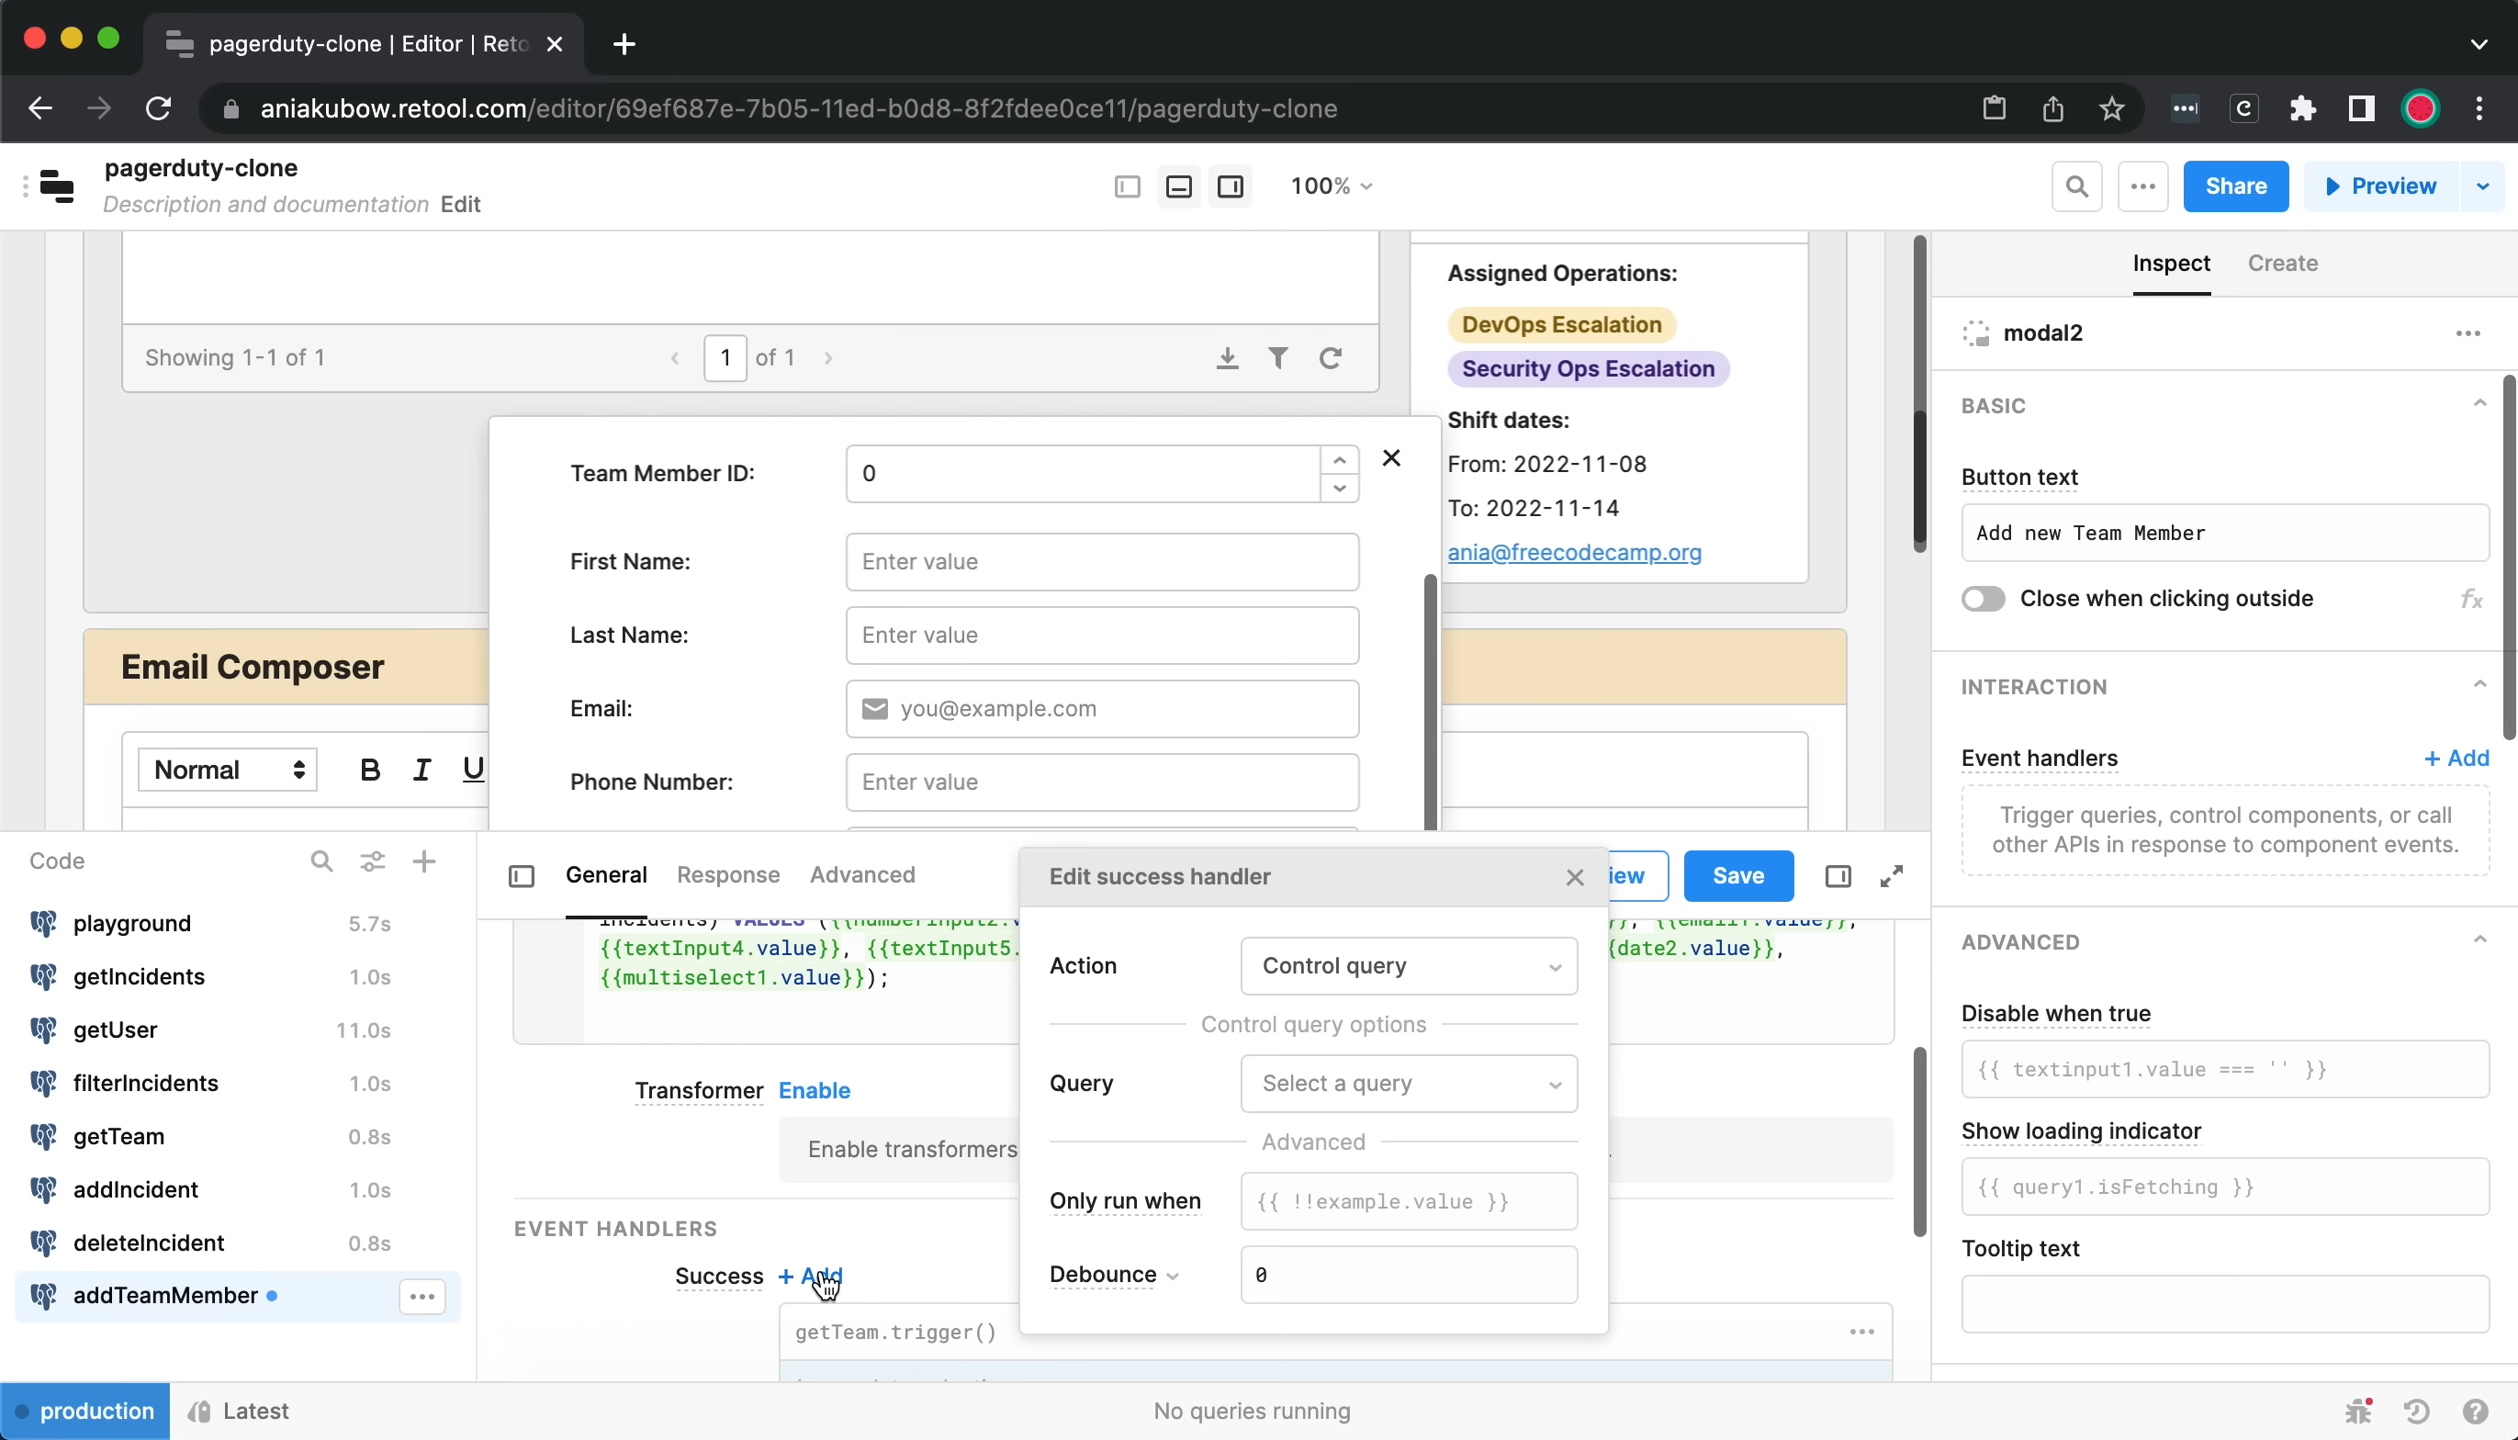 pagerduty-clone | Editor | Reto
aniakubow.retool.com/editor/69ef687e-7b05-11ed-b0d8-8f2fdee0ce11/pagerduty-clone
pagerduty-clone
Description and documentation Edit
100%
Share
Preview
Inspect Create
modal2
BASIC
Button text
Add new Team Member
Close when clicking outside
fx
INTERACTION
Event handlers
+ Add
Trigger queries, control components, or call
other APIs in response to component events.
ADVANCED
Disable when true
{{ textinput1.value === '' }}
Show loading indicator
{{ query1.isFetching }}
Tooltip text
Showing 1-1 of 1
1 of 1
Assigned Operations:
DevOps Escalation
Security Ops Escalation
Shift dates:
From: 2022-11-08
To: 2022-11-14
ania@freecodecamp.org
Team Member ID:
0
First Name:
Enter value
Last Name:
Enter value
Email:
you@example.com
Phone Number:
Enter value
Email Composer
Normal
B I U
Code
playground 5.7s
getIncidents 1.0s
getUser 11.0s
filterIncidents 1.0s
getTeam 0.8s
addIncident 1.0s
deleteIncident 0.8s
addTeamMember
General Response Advanced
iew
Save
incidents) VALUES ({{numberInput2.v }}, {{email1.value}},
{{textInput4.value}}, {{textInput5. {date2.value}},
{{multiselect1.value}});
Transformer Enable
Enable transformers
EVENT HANDLERS
Success + Add
getTeam.trigger()
Edit success handler
Action
Control query
Control query options
Query
Select a query
Advanced
Only run when
{{ !!example.value }}
Debounce
0
production
Latest
No queries running